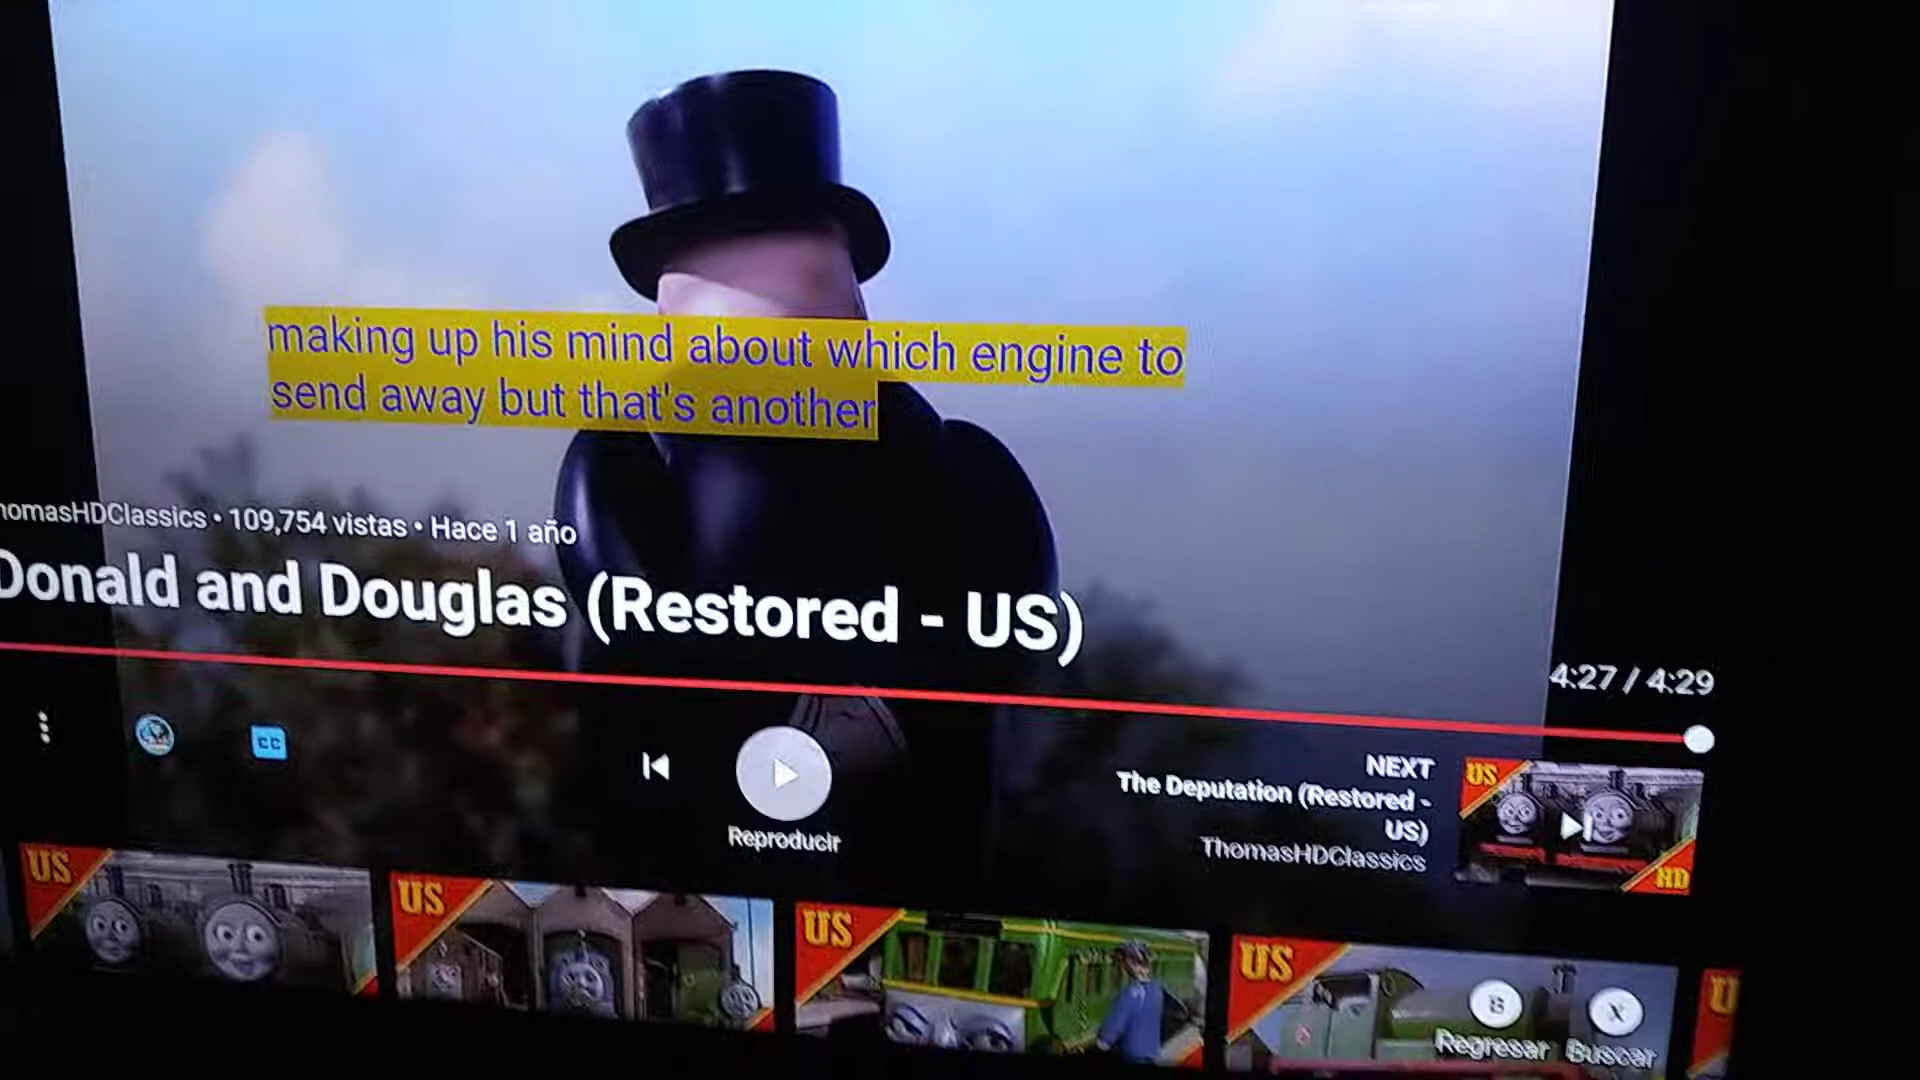 making up his mind about which engine to
send away but that's another
homasHDClassics • 109,754 vistas • Hace 1 año
Donald and Douglas (Restored - US)
4:27 / 4:29
CC
Reproducir
NEXT
The Deputation (Restored -
US)
ThomasHDClassics
US
HD
US
US
US
US
U
B
Regresar
X
Buscar